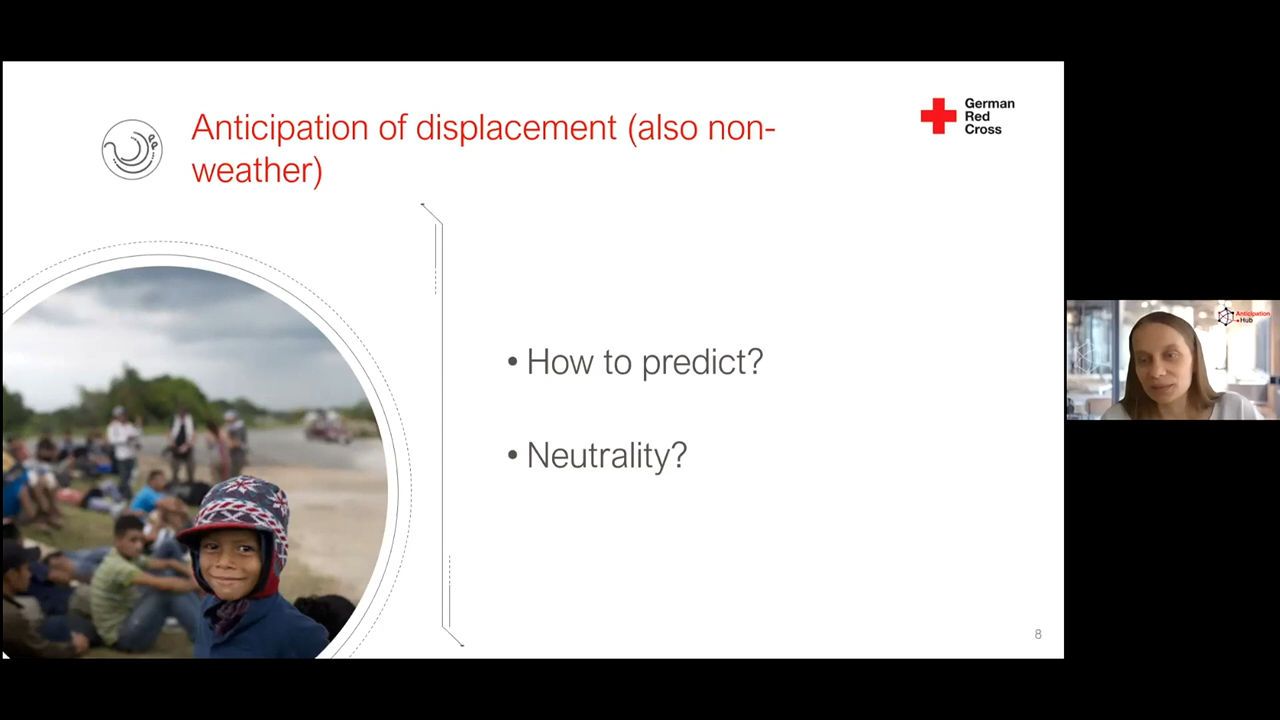 Anticipation of displacement (also non-
weather)
German
Red
Cross
• How to predict?
• Neutrality?
8
Anticipation
Hub